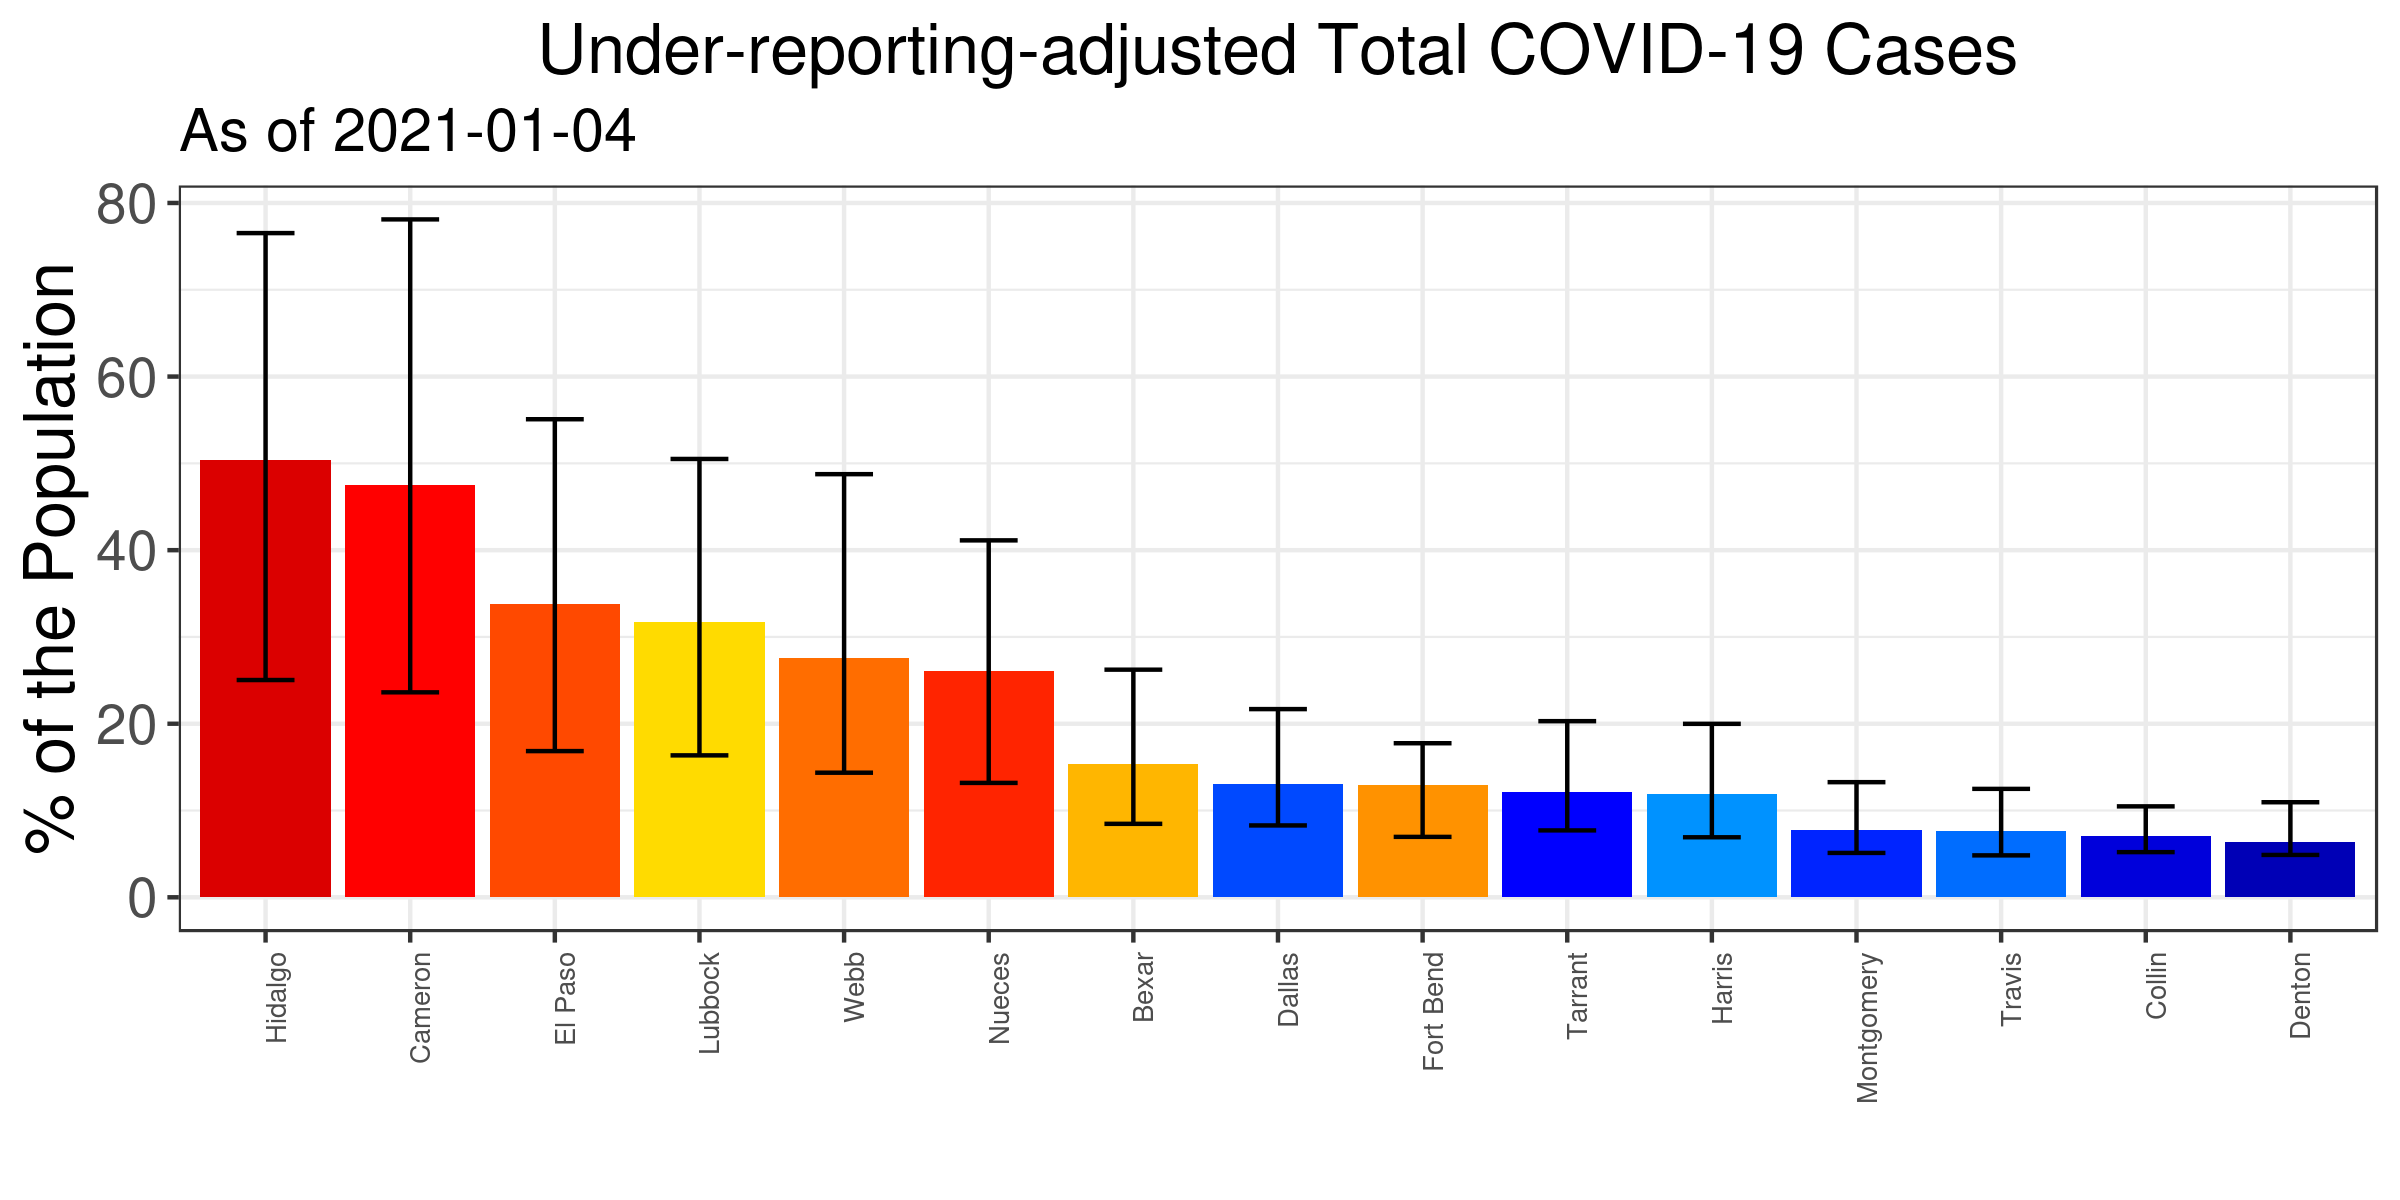 Under-reporting-adjusted Total COVID-19 Cases
As of 2021-01-04
% of the Population
80
60
40
20
0
Hidalgo
Cameron
El Paso
Lubbock
Webb
Nueces
Bexar
Dallas
Fort Bend
Tarrant
Harris
Montgomery
Travis
Collin
Denton